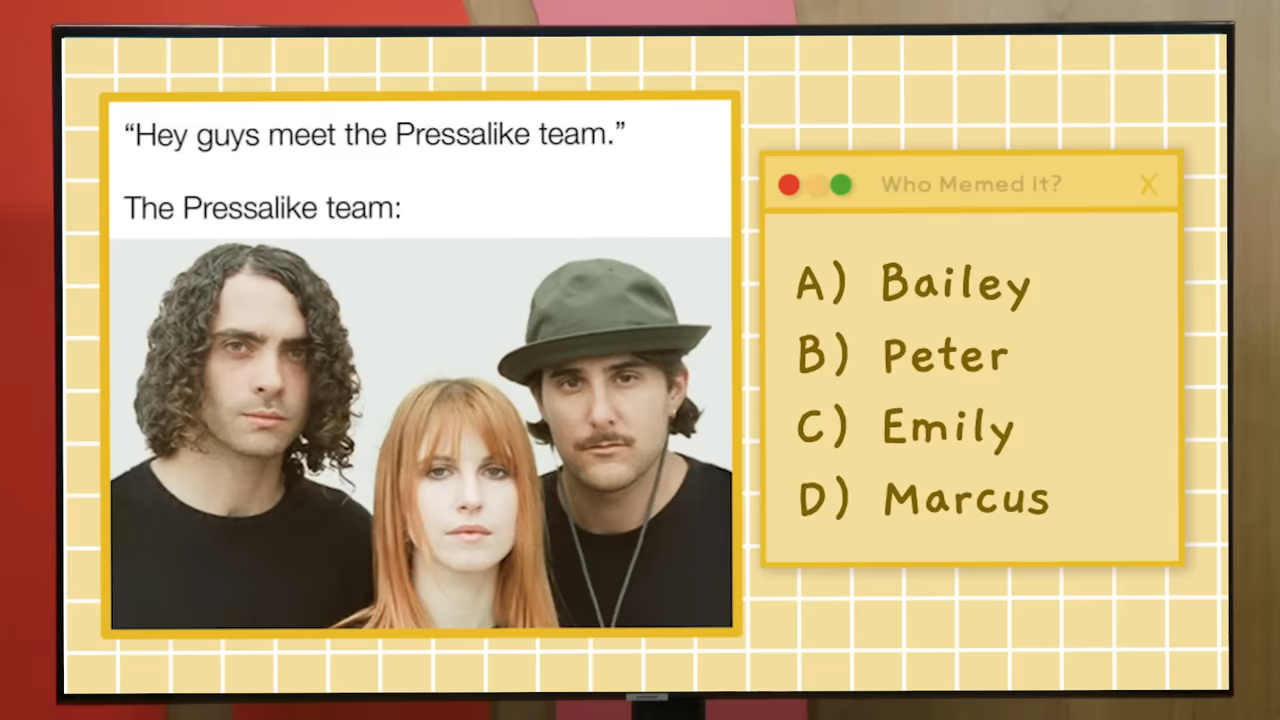 “Hey guys meet the Pressalike team.”
The Pressalike team:
Who Memed It?
X
A) Bailey
B) Peter
C) Emily
D) Marcus